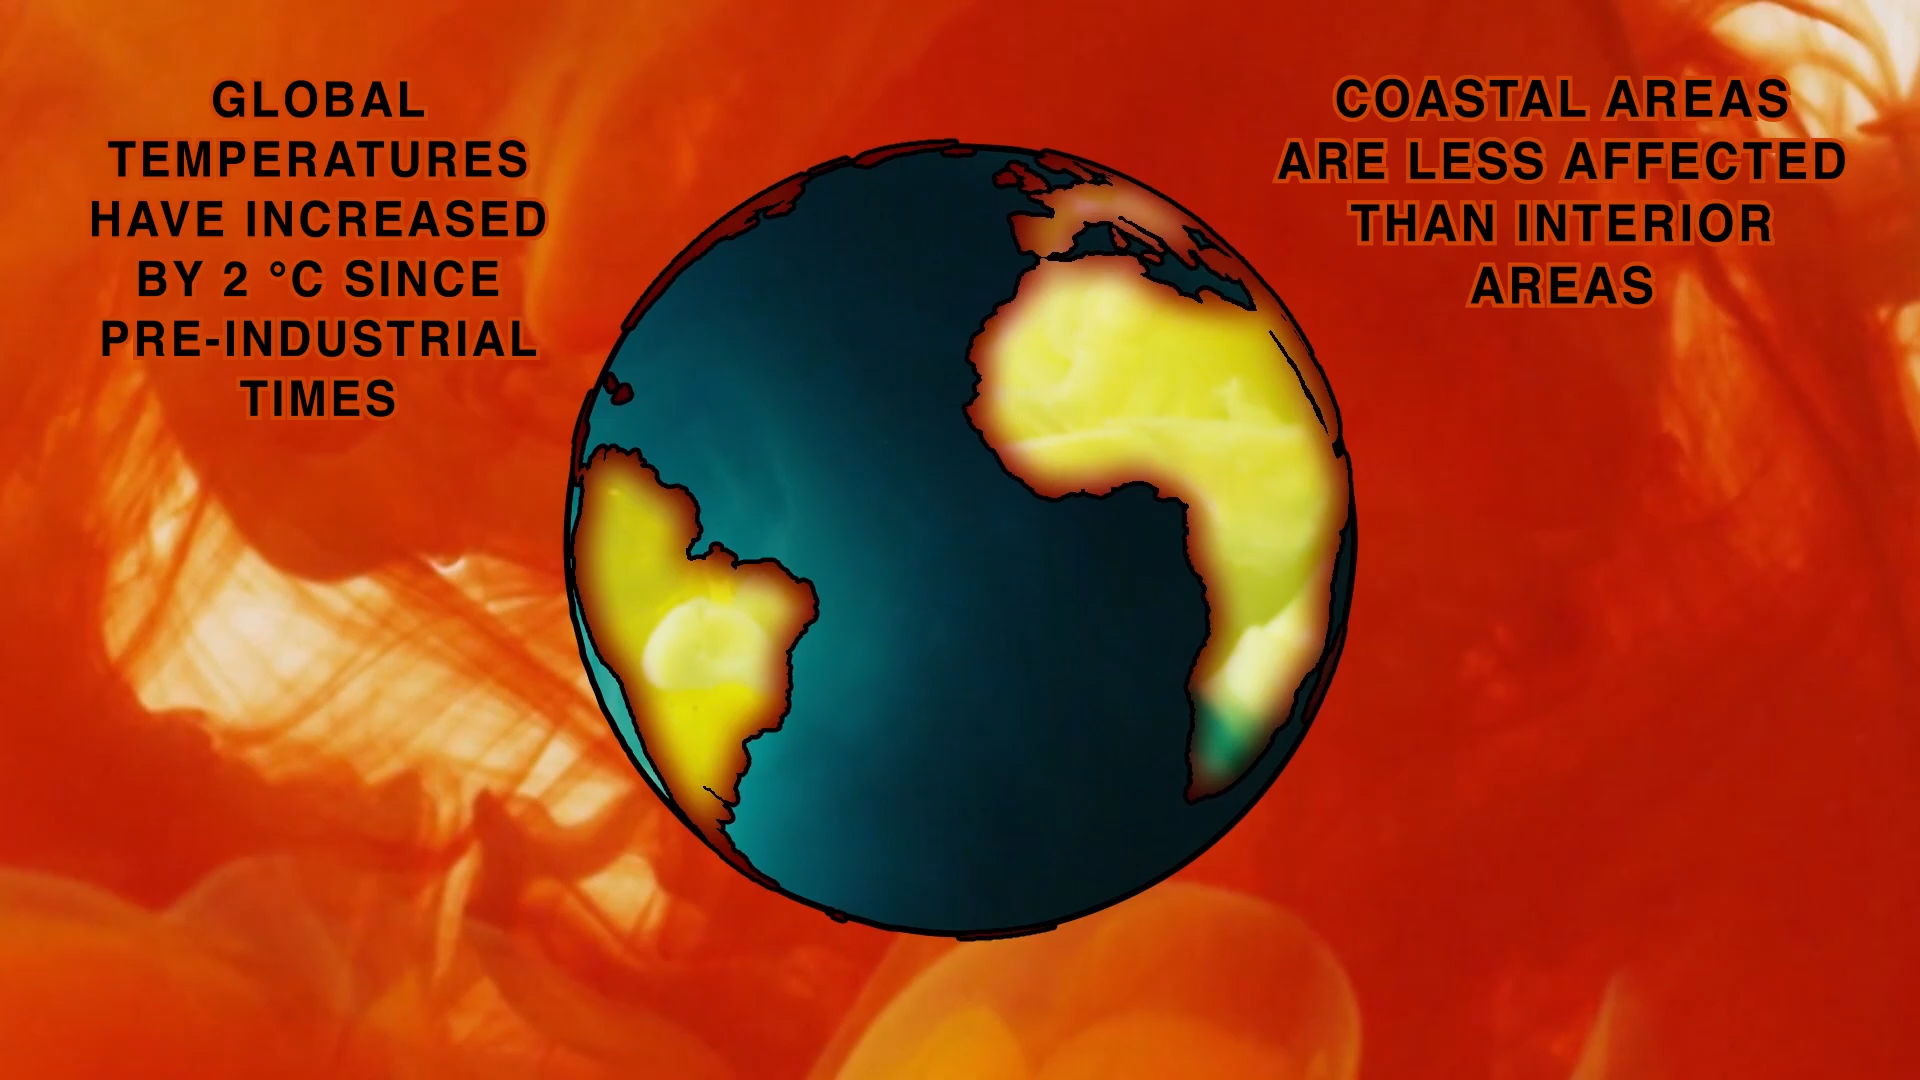 GLOBAL
TEMPERATURES
HAVE INCREASED
BY 2 °C SINCE
PRE-INDUSTRIAL
TIMES
COASTAL AREAS
ARE LESS AFFECTED
THAN INTERIOR
AREAS